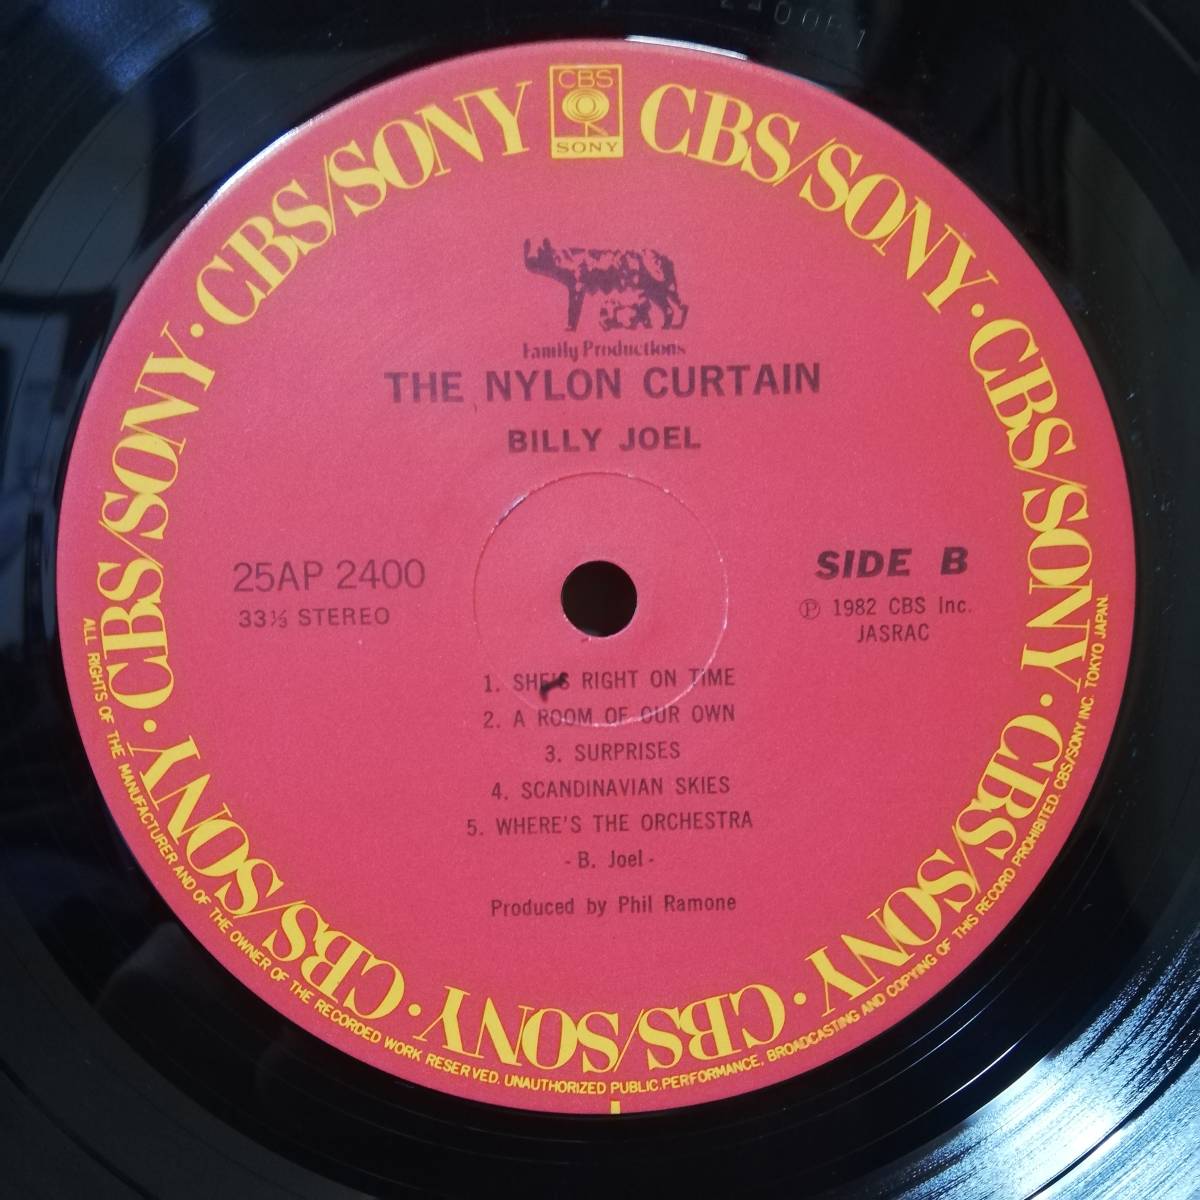 CBS
SONY
CBS/SONY · CBS/SONY · CBS/SONY · CBS/SONY · CBS/SONY · CBS/SONY · CBS/SONY · CBS/SONY · CBS/SONY
Family Productions
THE NYLON CURTAIN
BILLY JOEL
25AP 2400
33⅓ STEREO
SIDE B
Ⓟ 1982 CBS Inc.
JASRAC
1. SHE'S RIGHT ON TIME
2. A ROOM OF OUR OWN
3. SURPRISES
4. SCANDINAVIAN SKIES
5. WHERE'S THE ORCHESTRA
- B. Joel -
Produced by Phil Ramone
ALL RIGHTS OF THE MANUFACTURER AND OF THE OWNER OF THE RECORDED WORK RESERVED. UNAUTHORIZED PUBLIC.PERFORMANCE, BROADCASTING AND COPYING OF THIS RECORD PROHIBITED. CBS/SONY INC. TOKYO JAPAN.